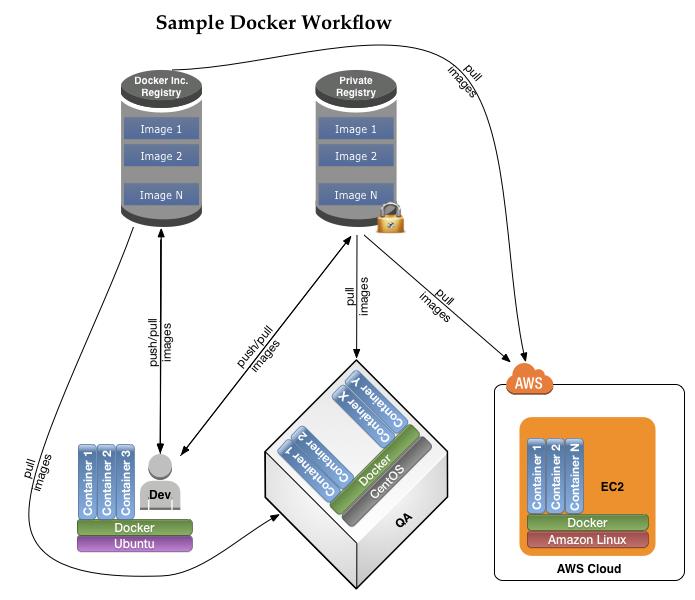 Sample Docker Workflow
pull
images
Docker Inc.
Registry
Image 1
Image 2
Image N
Private
Registry
Image 1
Image 2
Image N
push/pull
images
push/pull
images
pull
images
pull
images
AWS
pull
images
Container 1
Container 2
Container 3
Dev
Docker
Ubuntu
Container 1
Container 2
Container X
Container Y
Docker
CentOS
QA
Container 1
Container 2
Container N
EC2
Docker
Amazon Linux
AWS Cloud